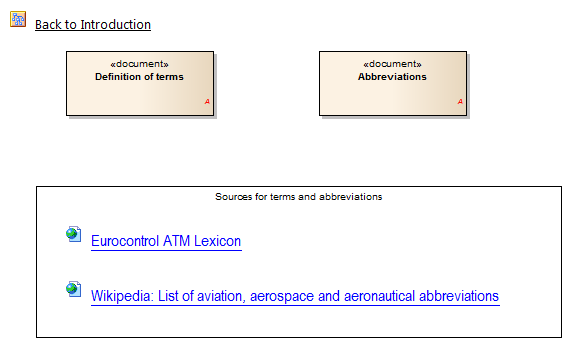 Back to Introduction
«document» «document»
Definition of terms Abbreviations
A A
Sources for terms and abbreviations
Eurocontrol ATM Lexicon
Wikipedia: List of aviation, aerospace and aeronautical abbreviations